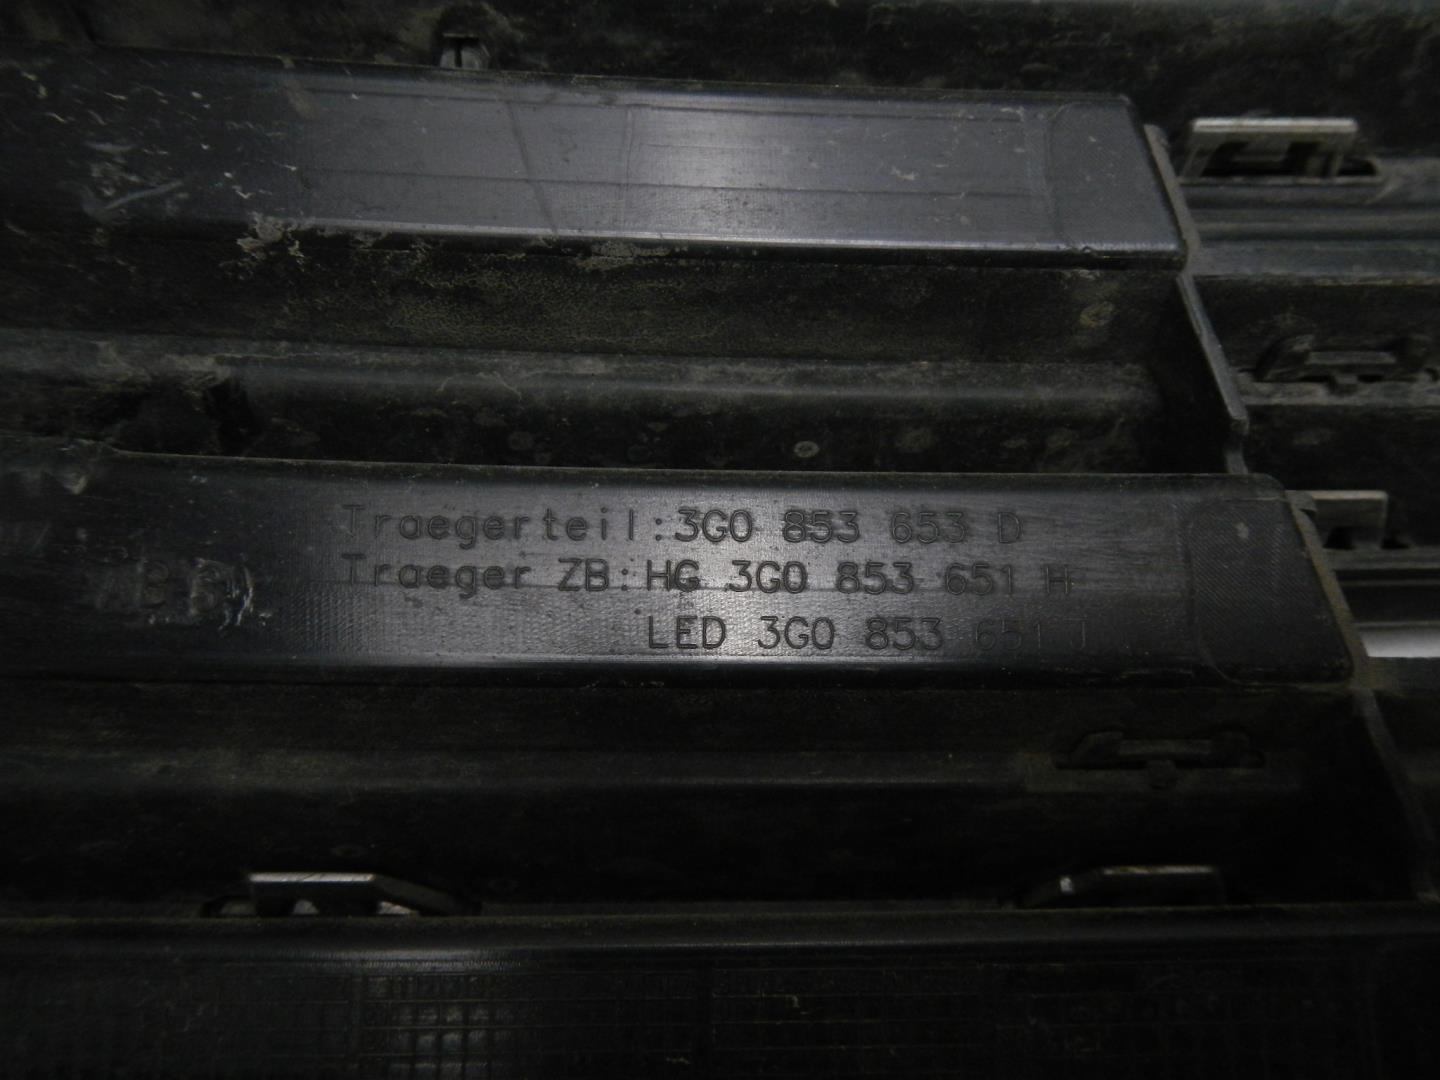 Traegerteil: 3G0 853 653 D
Traeger ZB: HG 3G0 853 651 H
LED 3G0 853 651 J